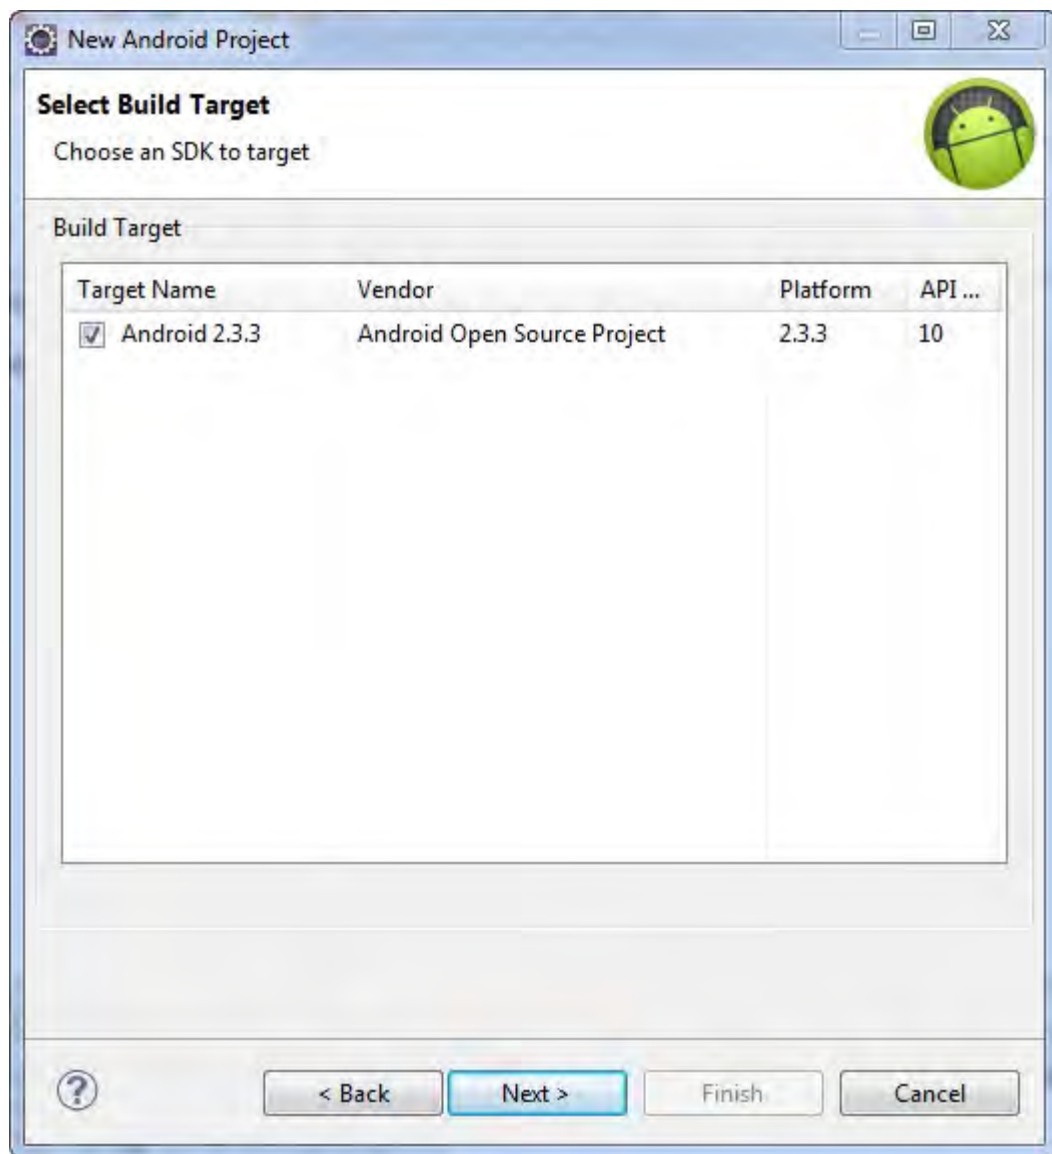 New Android Project
Select Build Target
Choose an SDK to target
Build Target
Target Name Vendor Platform API ...
Android 2.3.3 Android Open Source Project 2.3.3 10
? < Back Next > Finish Cancel